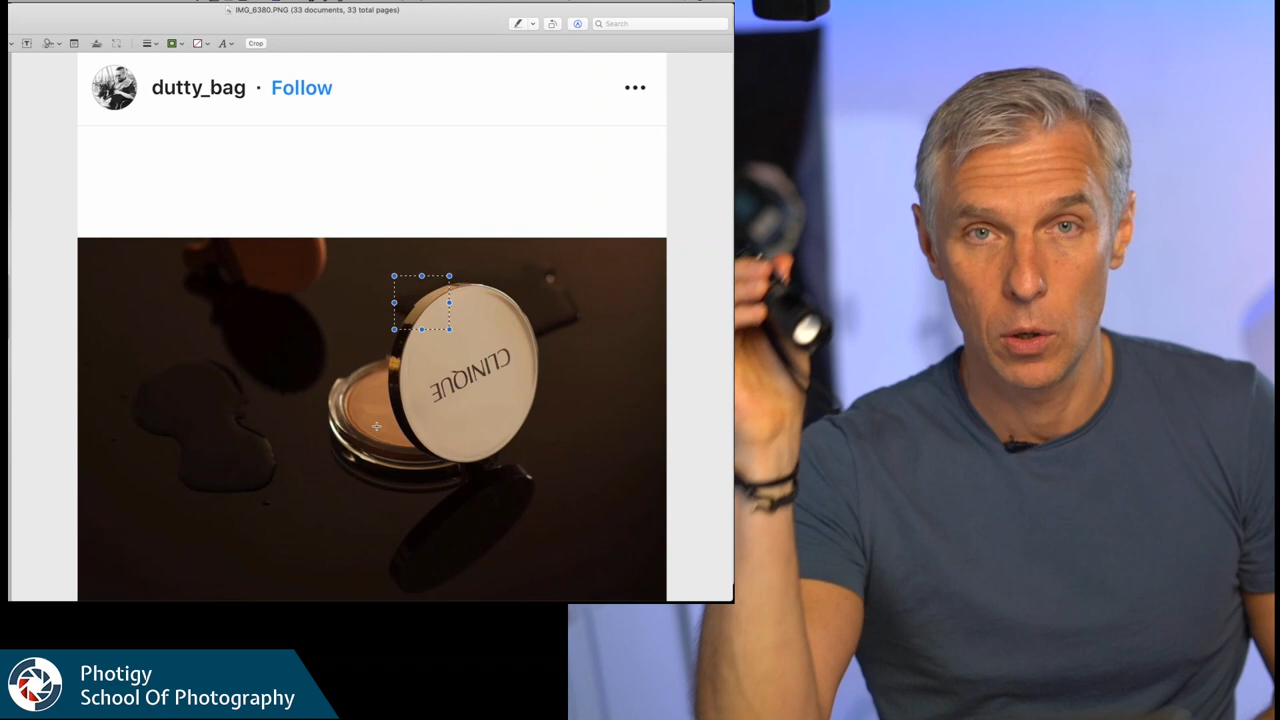 IMG_6380.PNG (33 documents, 33 total pages)
Search
Crop
dutty_bag · Follow
CLINIQUE
Photigy
School Of Photography